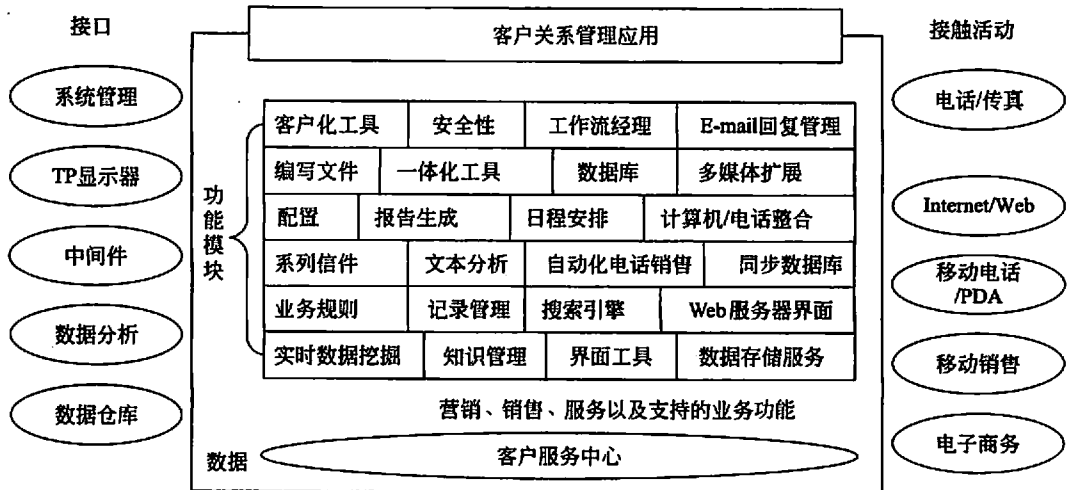 接口
系统管理
TP显示器
中间件
数据分析
数据仓库
客户关系管理应用
功能模块
客户化工具 安全性 工作流经理 E-mail回复管理
编写文件 一体化工具 数据库 多媒体扩展
配置 报告生成 日程安排 计算机/电话整合
系列信件 文本分析 自动化电话销售 同步数据库
业务规则 记录管理 搜索引擎 Web服务器界面
实时数据挖掘 知识管理 界面工具 数据存储服务
营销、销售、服务以及支持的业务功能
数据
客户服务中心
接触活动
电话/传真
Internet/Web
移动电话
/PDA
移动销售
电子商务